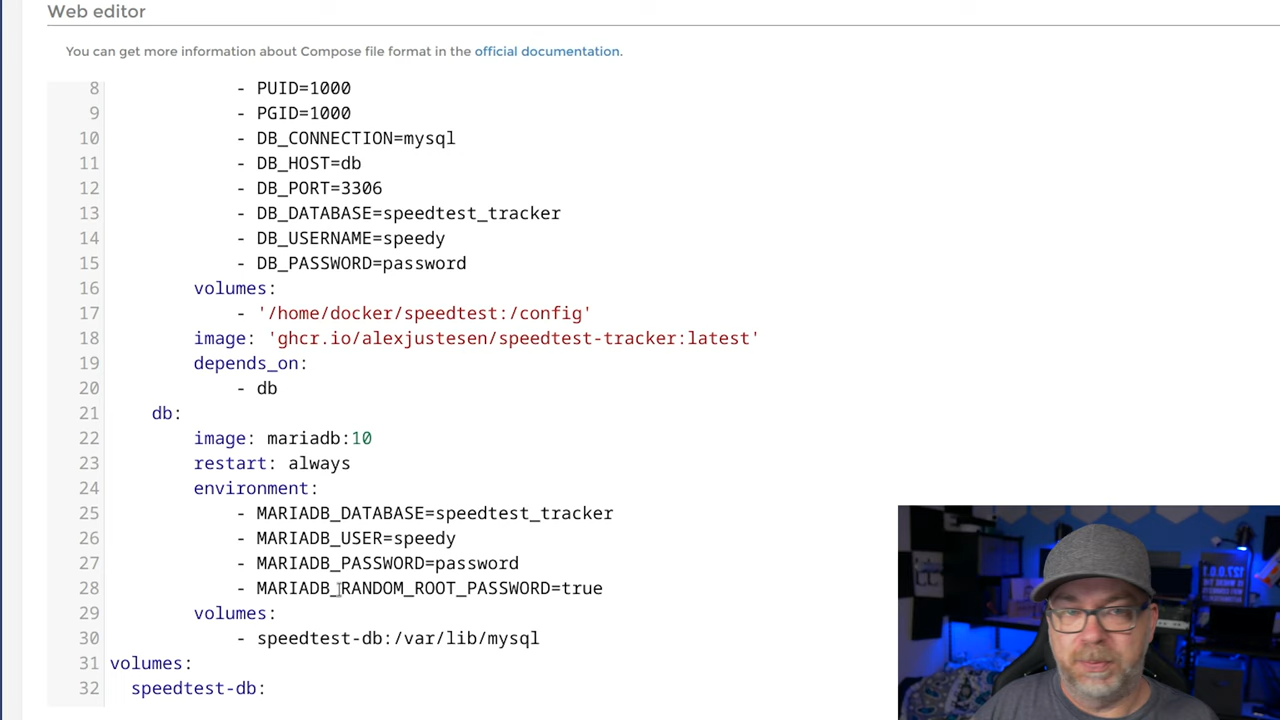 Web editor
You can get more information about Compose file format in the official documentation.
8 - PUID=1000
9 - PGID=1000
10 - DB_CONNECTION=mysql
11 - DB_HOST=db
12 - DB_PORT=3306
13 - DB_DATABASE=speedtest_tracker
14 - DB_USERNAME=speedy
15 - DB_PASSWORD=password
16 volumes:
17 - '/home/docker/speedtest:/config'
18 image: 'ghcr.io/alexjustesen/speedtest-tracker:latest'
19 depends_on:
20 - db
21 db:
22 image: mariadb:10
23 restart: always
24 environment:
25 - MARIADB_DATABASE=speedtest_tracker
26 - MARIADB_USER=speedy
27 - MARIADB_PASSWORD=password
28 - MARIADB_RANDOM_ROOT_PASSWORD=true
29 volumes:
30 - speedtest-db:/var/lib/mysql
31 volumes:
32 speedtest-db:
127.0.0.1